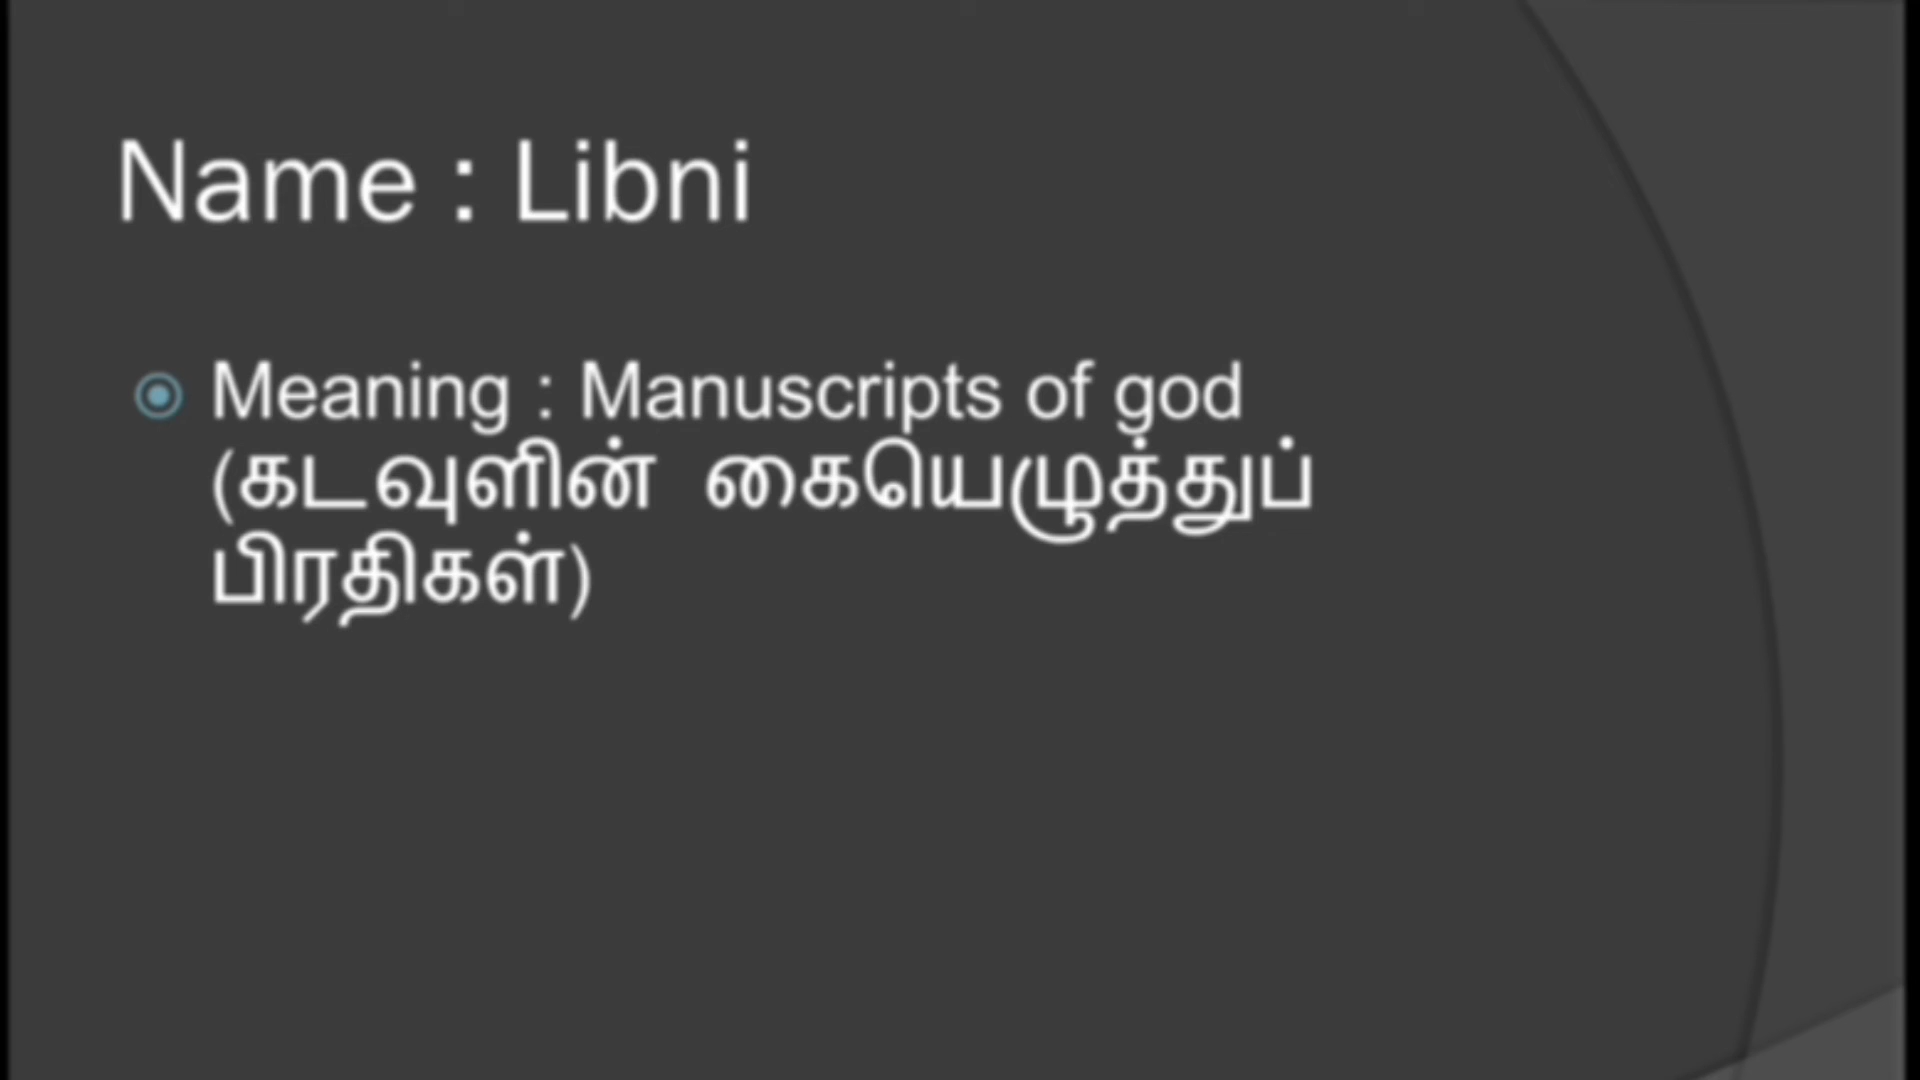 Name : Libni
Meaning : Manuscripts of god
(கடவுளின் கையெழுத்துப்
பிரதிகள்)